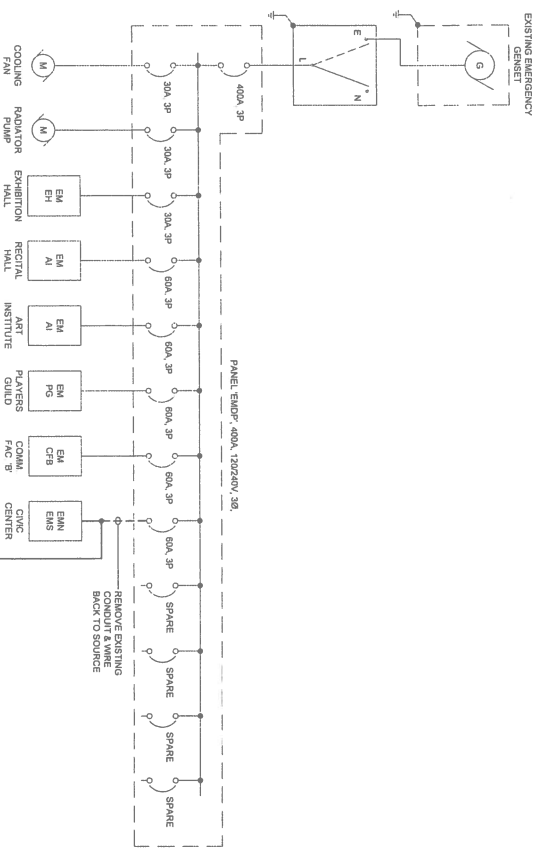 EXISTING EMERGENCY
GENSET
G
E
L
N
400A, 3P
PANEL 'EMDP', 400A, 120/240V, 3Ø,
30A, 3P
30A, 3P
30A, 3P
60A, 3P
60A, 3P
60A, 3P
60A, 3P
60A, 3P
SPARE
SPARE
SPARE
SPARE
REMOVE EXISTING
CONDUIT & WIRE
BACK TO SOURCE
M
COOLING
FAN
M
RADIATOR
PUMP
EM
EH
EXHIBITION
HALL
EM
AI
RECITAL
HALL
EM
AI
ART
INSTITUTE
EM
PG
PLAYERS
GUILD
EM
CFB
COMM
FAC 'B'
EMN
EMS
CIVIC
CENTER